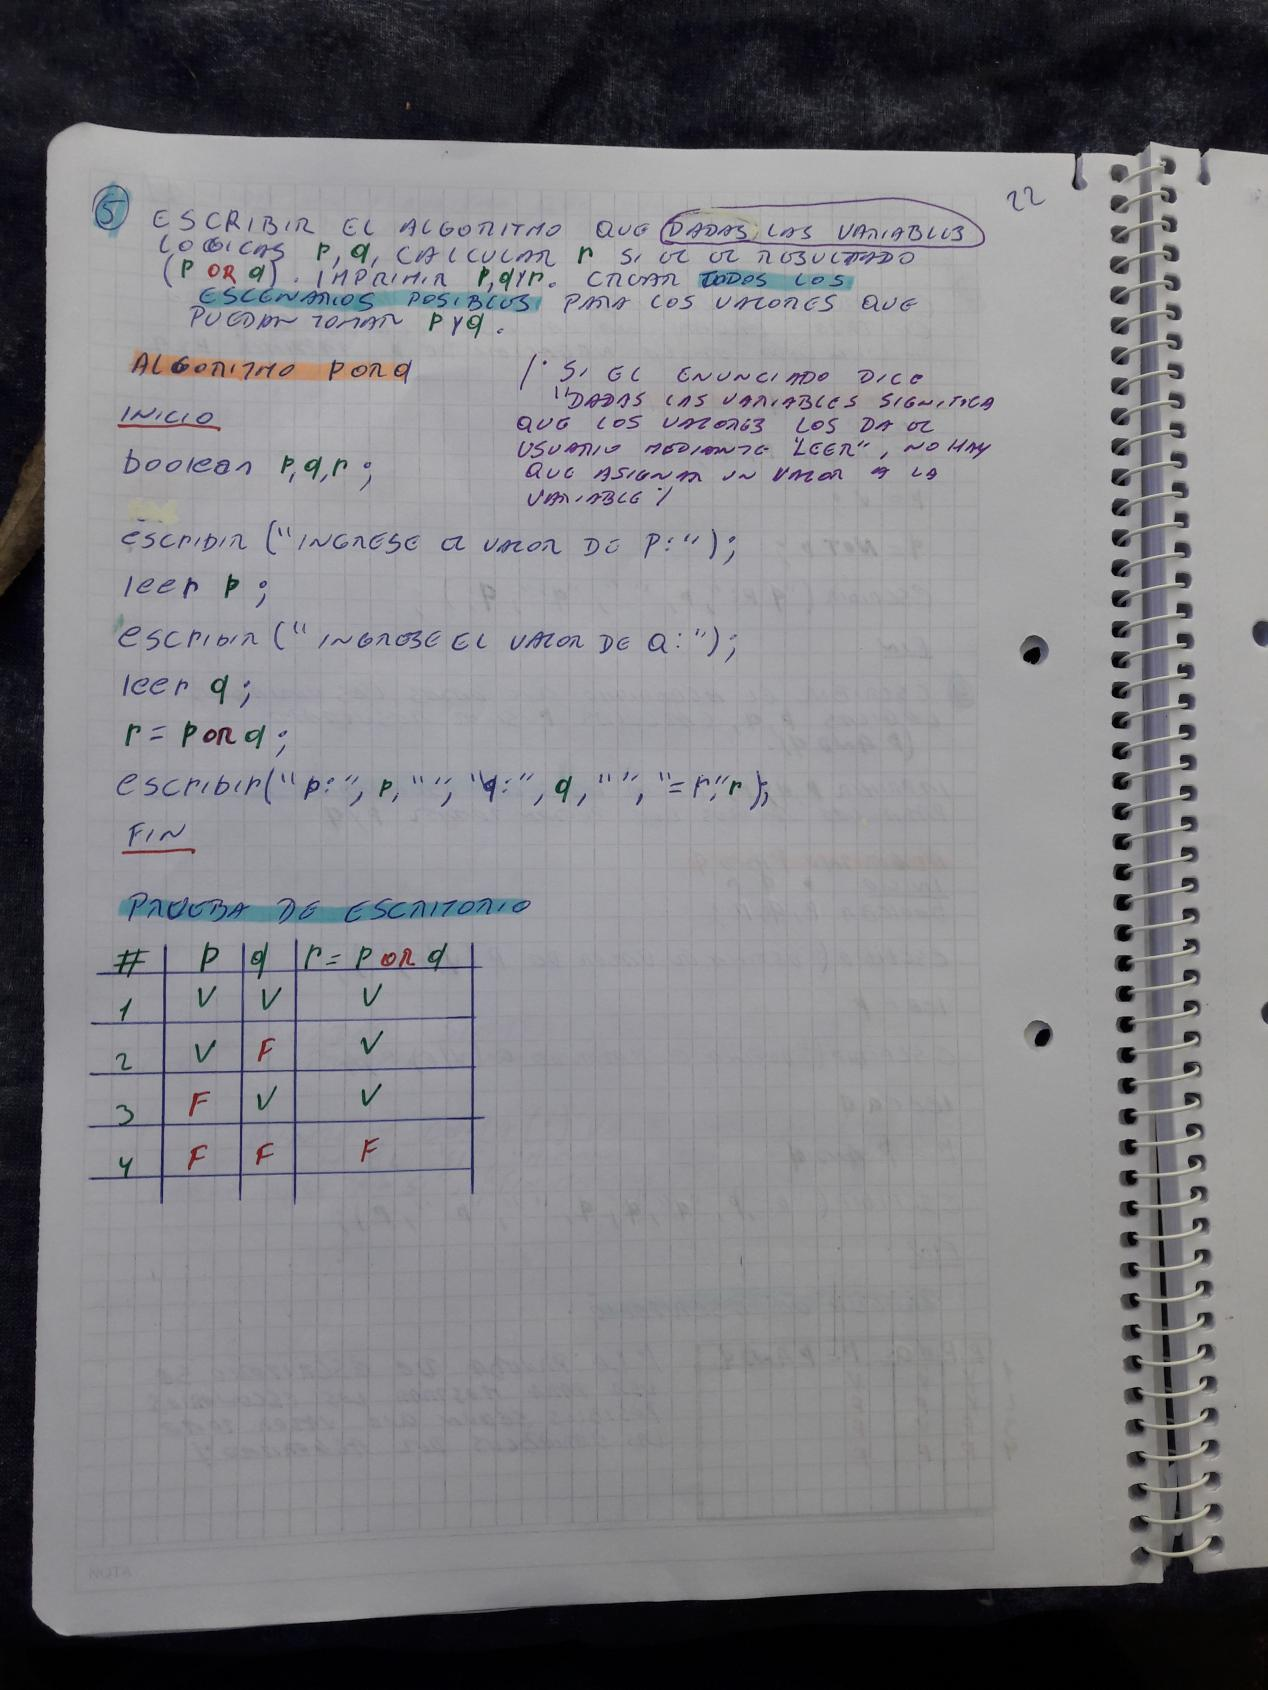 22
5 ESCRIBIR EL ALGORITMO QUE DADAS LAS VARIABLES
LOGICAS p, q, CALCULAR r SI ES EL RESULTADO
(p OR q). IMPRIMIR p,q y r. CREAR TODOS LOS
ESCENARIOS POSIBLES PARA LOS VALORES QUE
PUEDAN TOMAR p y q.
ALGORITMO P OR q
/* SI EL ENUNCIADO DICE
"DADAS LAS VARIABLES SIGNIFICA
INICIO
QUE LOS VALORES LOS DA EL
USUARIO MEDIANTE "LEER", NO HAY
boolean p,q,r;
QUE ASIGNAR UN VALOR A LA
VARIABLE */
escribir ("INGRESE EL VALOR DE P:");
leer p;
escribir ("INGRESE EL VALOR DE Q:");
leer q;
r = p OR q;
escribir("p:", p, "", "q:", q, "", "=r," r);
FIN
PRUEBA DE ESCRITORIO
# p q r = p OR q
1 V V V
2 V F V
3 F V V
4 F F F